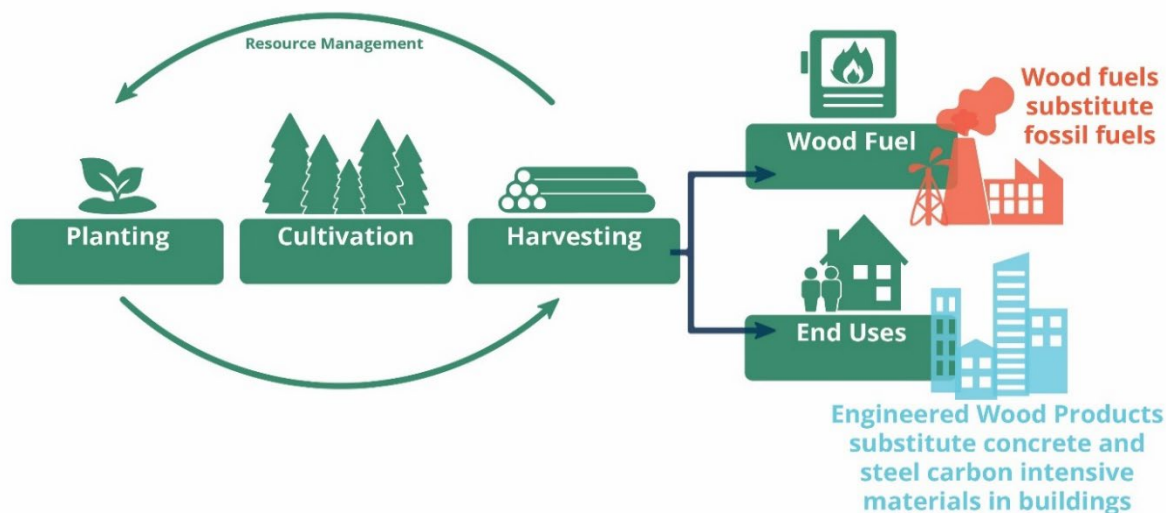 Resource Management
Planting
Cultivation
Harvesting
Wood Fuel
Wood fuels
substitute
fossil fuels
End Uses
Engineered Wood Products
substitute concrete and
steel carbon intensive
materials in buildings